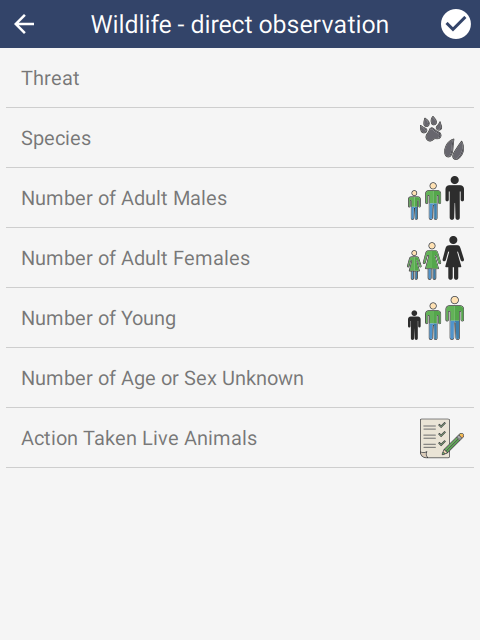 Wildlife - direct observation
Threat
Species
Number of Adult Males
Number of Adult Females
Number of Young
Number of Age or Sex Unknown
Action Taken Live Animals